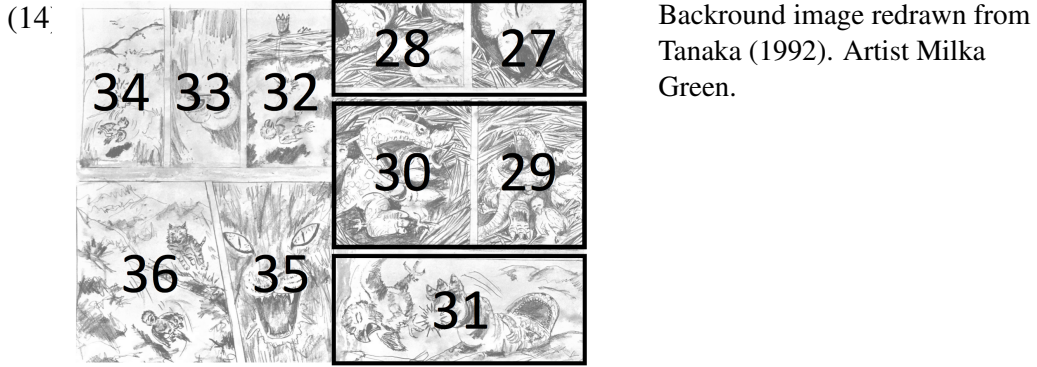 (14)
34 33 32 28 27
30 29
36 35 31
Backround image redrawn from
Tanaka (1992). Artist Milka
Green.